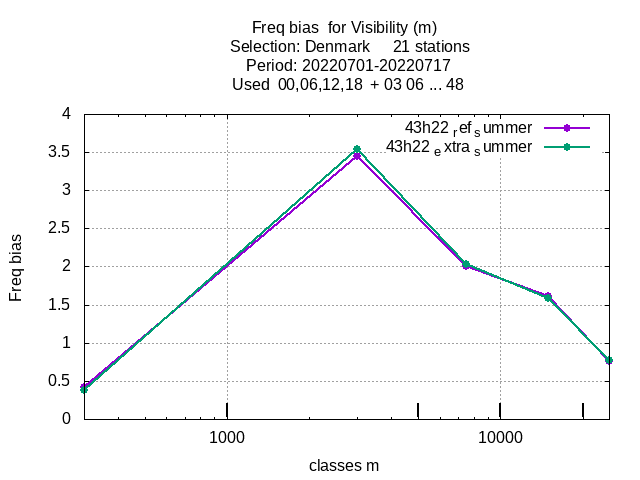 Freq bias  for Visibility (m)
Selection: Denmark     21 stations
Period: 20220701-20220717
Used  00,06,12,18  + 03 06 ... 48
43h22 ref summer
43h22 extra summer
4
3.5
3
2.5
2
1.5
1
0.5
0
Freq bias
1000
10000
classes m